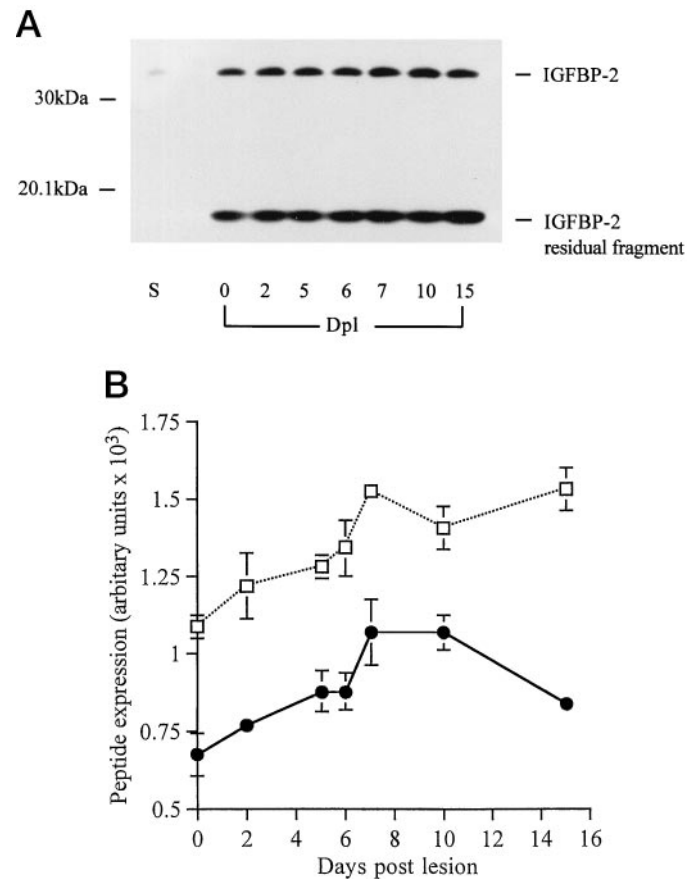 A
30kDa
20.1kDa
IGFBP-2
IGFBP-2
residual fragment
S 0 2 5 6 7 10 15
Dpl
B
Peptide expression (arbitary units x 10³)
1.75
1.5
1.25
1
0.75
0.5
0 2 4 6 8 10 12 14 16
Days post lesion